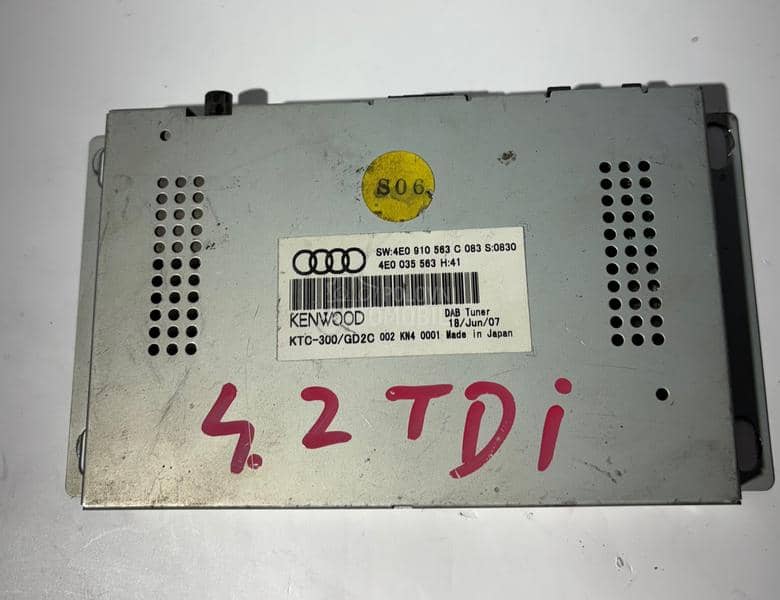 S06
SW:4E0 910 563 C 083 S:0830
4E0 035 563 H:41
KENWOOD
DAB Tuner
18/Jun/07
KTC-300/GD2C 002 KN4 0001 Made in Japan
4.2 TDi